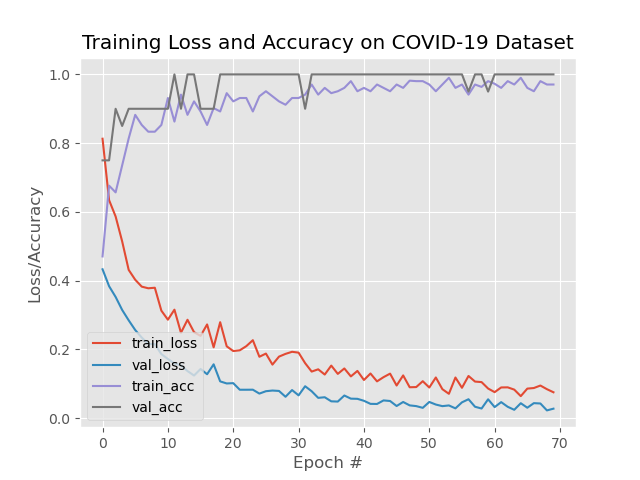 Training Loss and Accuracy on COVID-19 Dataset
1.0
0.8
0.6
0.4
0.2
0.0
Loss/Accuracy
train_loss
val_loss
train_acc
val_acc
0 10 20 30 40 50 60 70
Epoch #